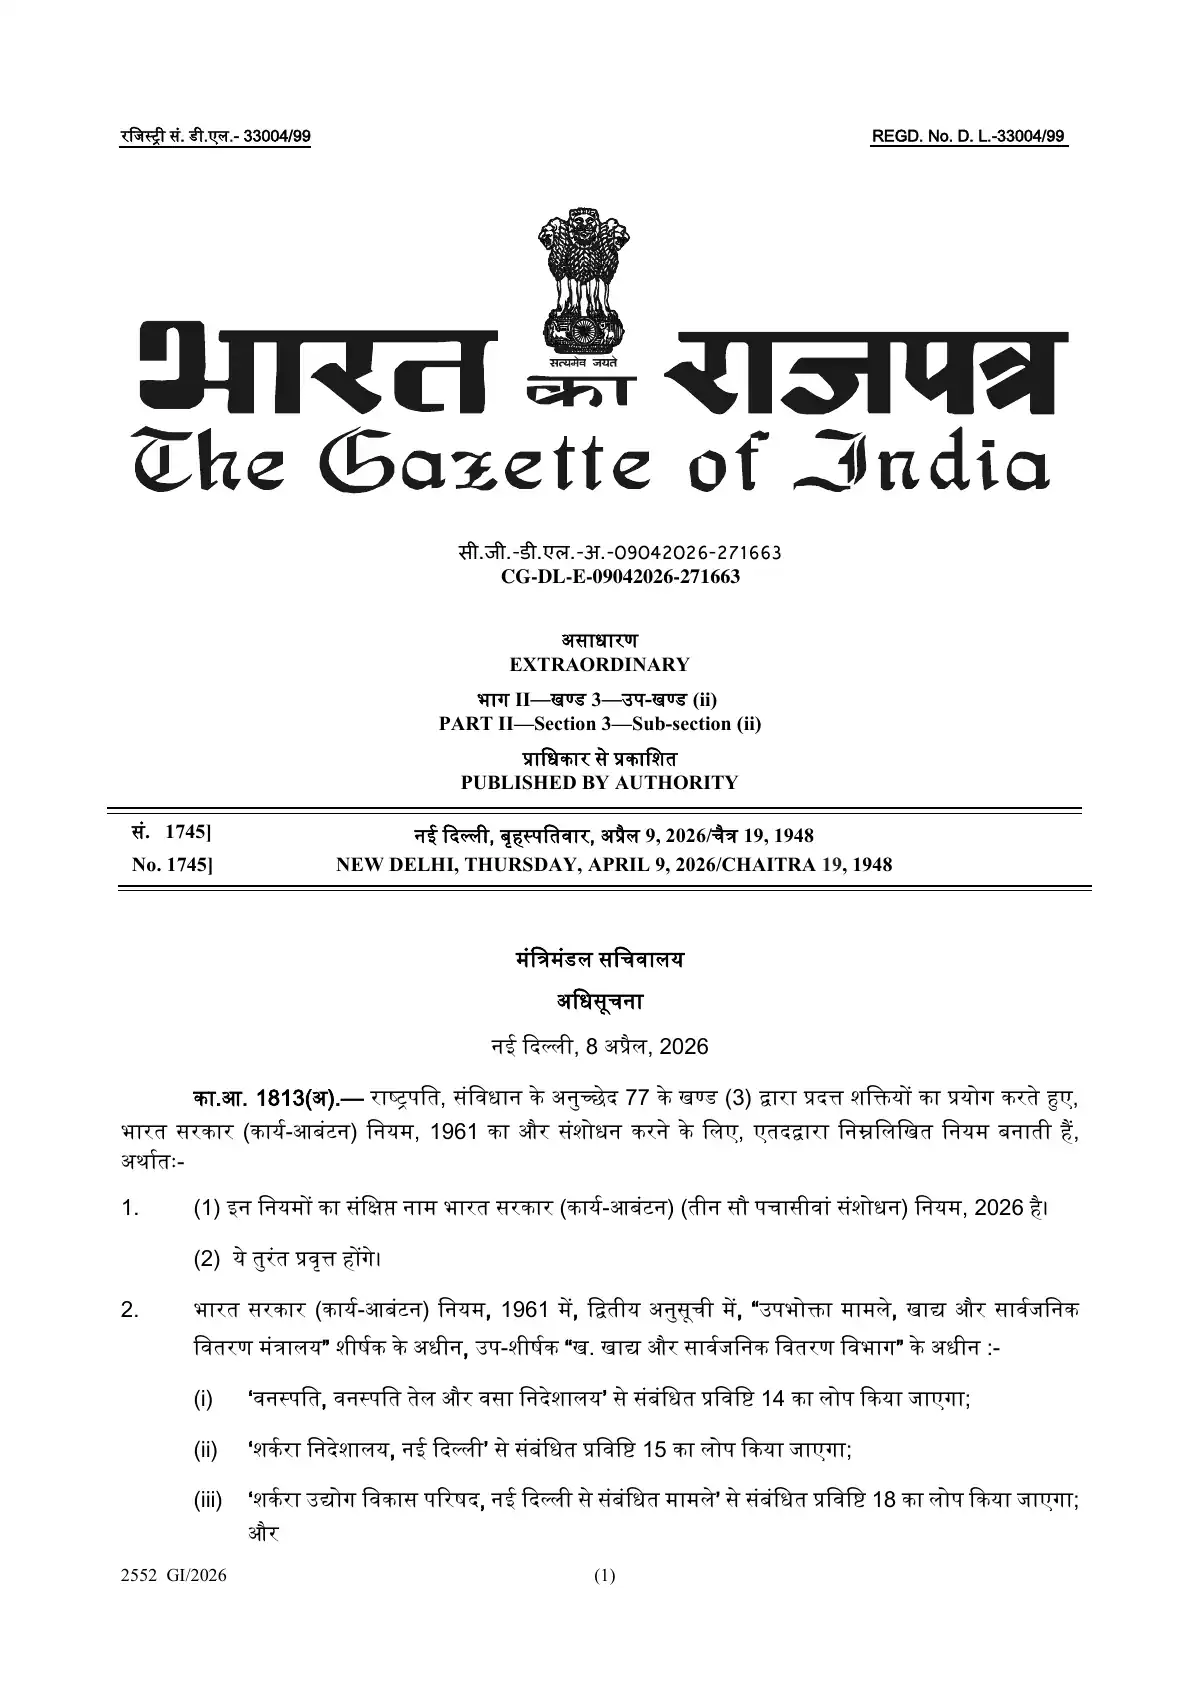 रजिस्ट्री सं. डी.एल.- 33004/99
REGD. No. D. L.-33004/99
सत्यमेव जयते
भारत का राजपत्र
The Gazette of India
सी.जी.-डी.एल.-अ.-09042026-271663
CG-DL-E-09042026-271663
असाधारण
EXTRAORDINARY
भाग II—खण्ड 3—उप-खण्ड (ii)
PART II—Section 3—Sub-section (ii)
प्राधिकार से प्रकाशित
PUBLISHED BY AUTHORITY
सं. 1745] नई दिल्ली, बृहस्पतिवार, अप्रैल 9, 2026/चैत्र 19, 1948
No. 1745] NEW DELHI, THURSDAY, APRIL 9, 2026/CHAITRA 19, 1948
मंत्रिमंडल सचिवालय
अधिसूचना
नई दिल्ली, 8 अप्रैल, 2026
का.आ. 1813(अ).— राष्ट्रपति, संविधान के अनुच्छेद 77 के खण्ड (3) द्वारा प्रदत्त शक्तियों का प्रयोग करते हुए,
भारत सरकार (कार्य-आबंटन) नियम, 1961 का और संशोधन करने के लिए, एतदद्वारा निम्नलिखित नियम बनाती हैं,
अर्थातः-
1. (1) इन नियमों का संक्षिप्त नाम भारत सरकार (कार्य-आबंटन) (तीन सौ पचासीवां संशोधन) नियम, 2026 है।
(2) ये तुरंत प्रवृत्त होंगे।
2. भारत सरकार (कार्य-आबंटन) नियम, 1961 में, द्वितीय अनुसूची में, “उपभोक्ता मामले, खाद्य और सार्वजनिक
वितरण मंत्रालय” शीर्षक के अधीन, उप-शीर्षक “ख. खाद्य और सार्वजनिक वितरण विभाग” के अधीन :-
(i) ‘वनस्पति, वनस्पति तेल और वसा निदेशालय’ से संबंधित प्रविष्टि 14 का लोप किया जाएगा;
(ii) ‘शर्करा निदेशालय, नई दिल्ली’ से संबंधित प्रविष्टि 15 का लोप किया जाएगा;
(iii) ‘शर्करा उद्योग विकास परिषद, नई दिल्ली से संबंधित मामले’ से संबंधित प्रविष्टि 18 का लोप किया जाएगा;
और
2552 GI/2026 (1)